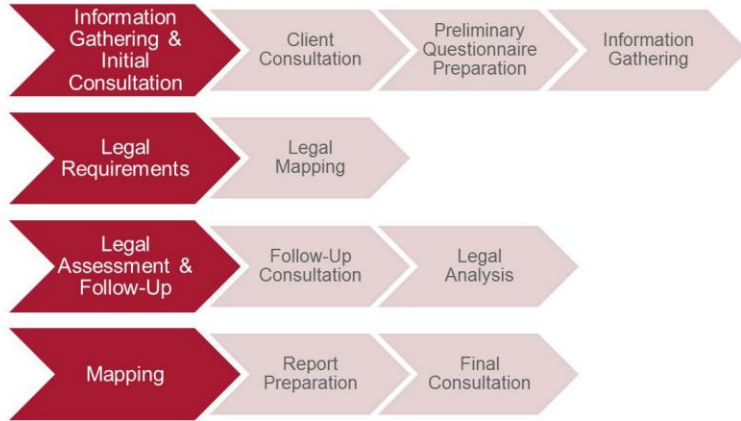 Information
Gathering &
Initial
Consultation
Client
Consultation
Preliminary
Questionnaire
Preparation
Information
Gathering
Legal
Requirements
Legal
Mapping
Legal
Assessment &
Follow-Up
Follow-Up
Consultation
Legal
Analysis
Mapping
Report
Preparation
Final
Consultation